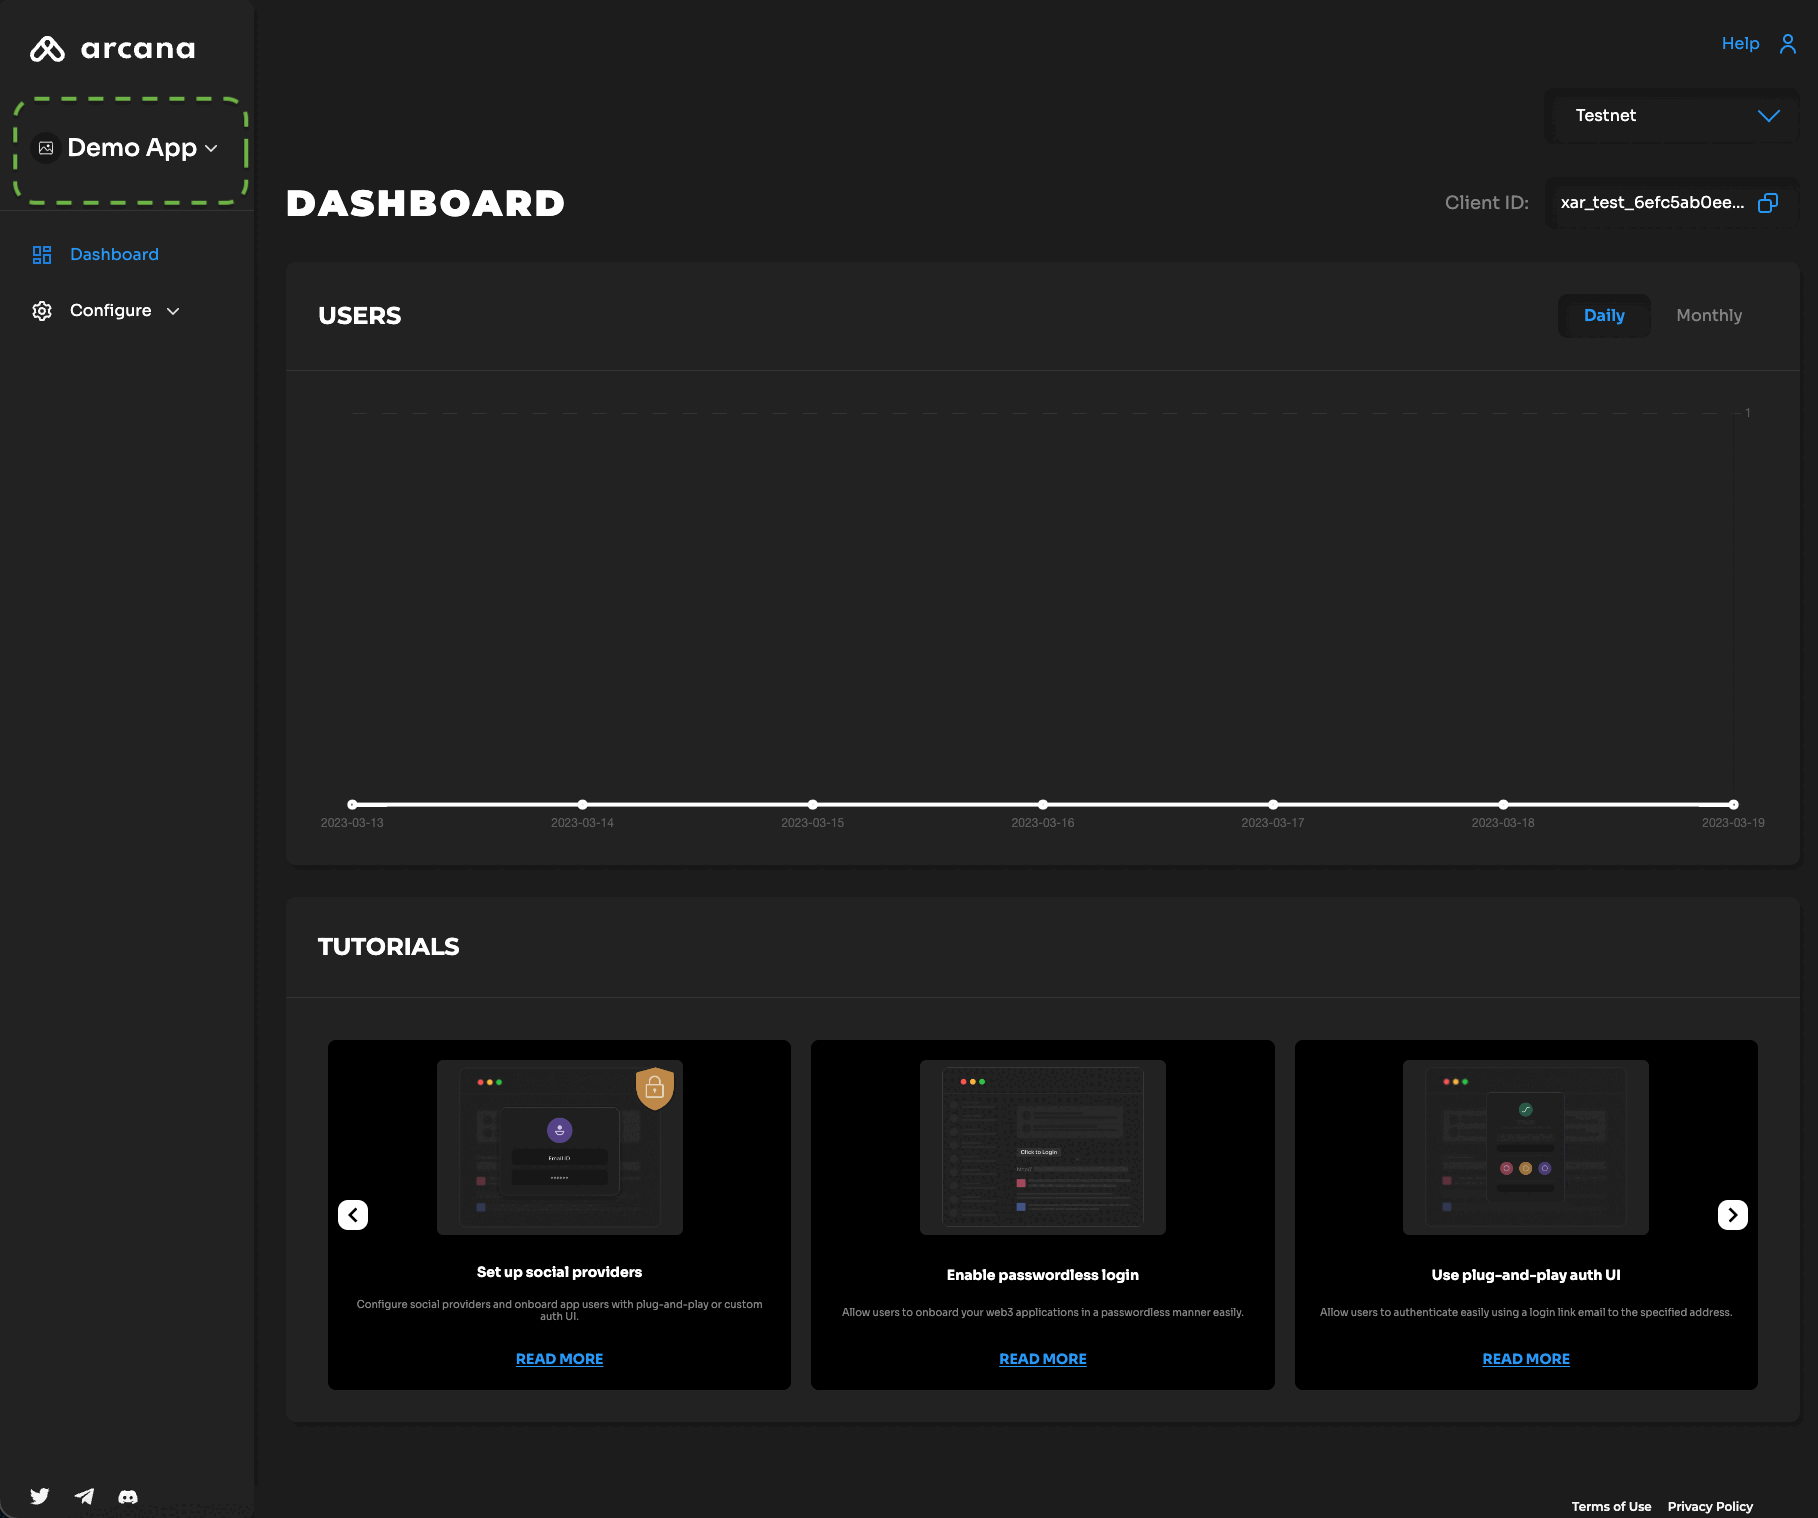 arcana
Help
Demo App
Testnet
DASHBOARD
Client ID: xar_test_6efc5ab0ee...
Dashboard
Configure
USERS
Daily Monthly
1
2023-03-13 2023-03-14 2023-03-15 2023-03-16 2023-03-17 2023-03-18 2023-03-19
TUTORIALS
Email ID
******
Click to Login
Set up social providers
Configure social providers and onboard app users with plug-and-play or custom
auth UI.
READ MORE
Enable passwordless login
Allow users to onboard your web3 applications in a passwordless manner easily.
READ MORE
Use plug-and-play auth UI
Allow users to authenticate easily using a login link email to the specified address.
READ MORE
Terms of Use Privacy Policy